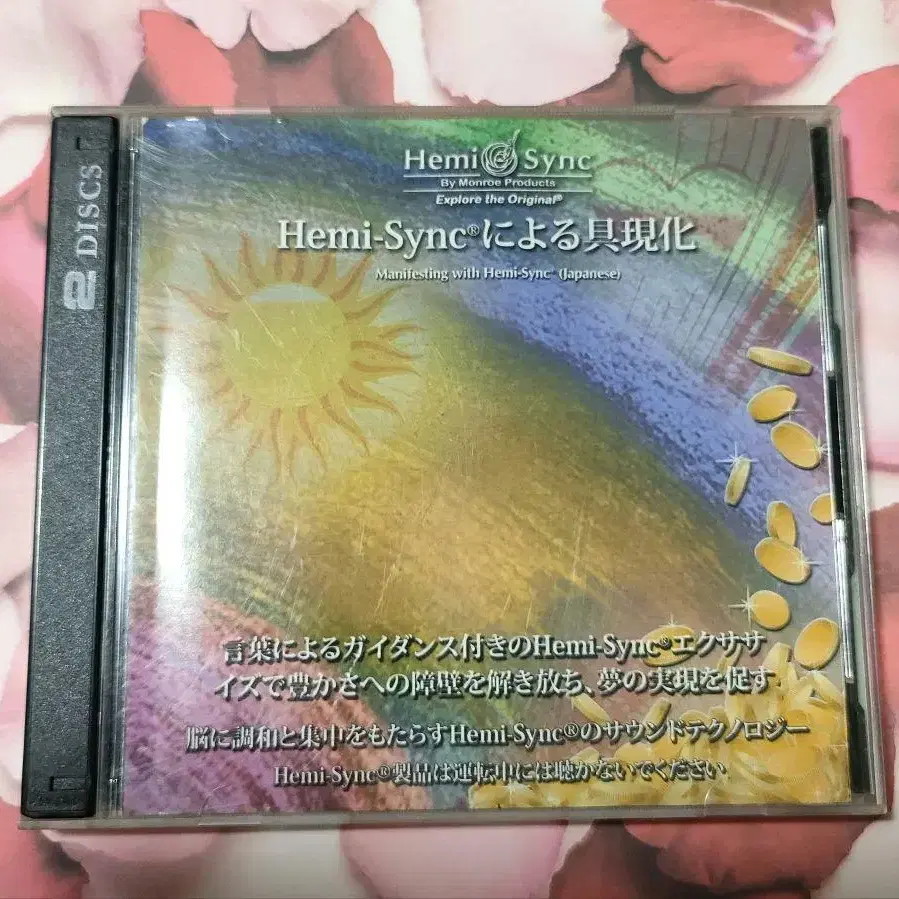 2 DISCS
Hemi Sync
By Monroe Products
Explore the Original®
Hemi-Sync®による具現化
Manifesting with Hemi-Sync® (Japanese)
言葉によるガイダンス付きのHemi-Sync®エクササ
イズで豊かさへの障壁を解き放ち、夢の実現を促す
脳に調和と集中をもたらすHemi-Sync®のサウンドテクノロジー
Hemi-Sync®製品は運転中には聴かないでください